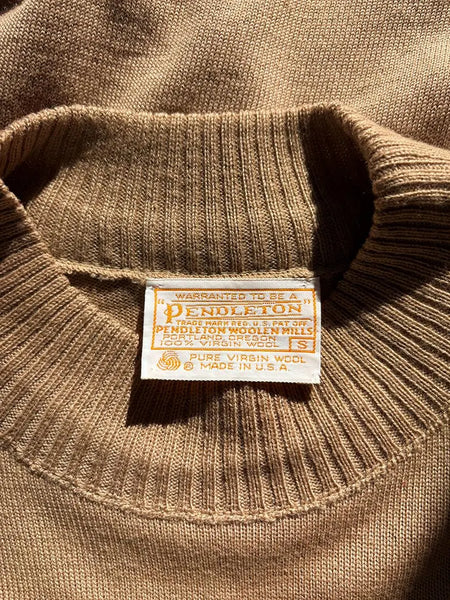 WARRANTED TO BE A
"PENDLETON"
TRADE MARK REG. U.S. PAT OFF.
PENDLETON WOOLEN MILLS
PORTLAND, OREGON
100% VIRGIN WOOL S
® PURE VIRGIN WOOL
MADE IN U.S.A.